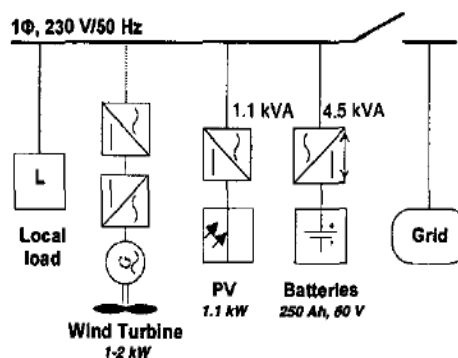 1Φ, 230 V/50 Hz
1.1 kVA
4.5 kVA
L
Local
load
G
Wind Turbine
1-2 kW
PV
1.1 kW
Batteries
250 Ah, 60 V
Grid